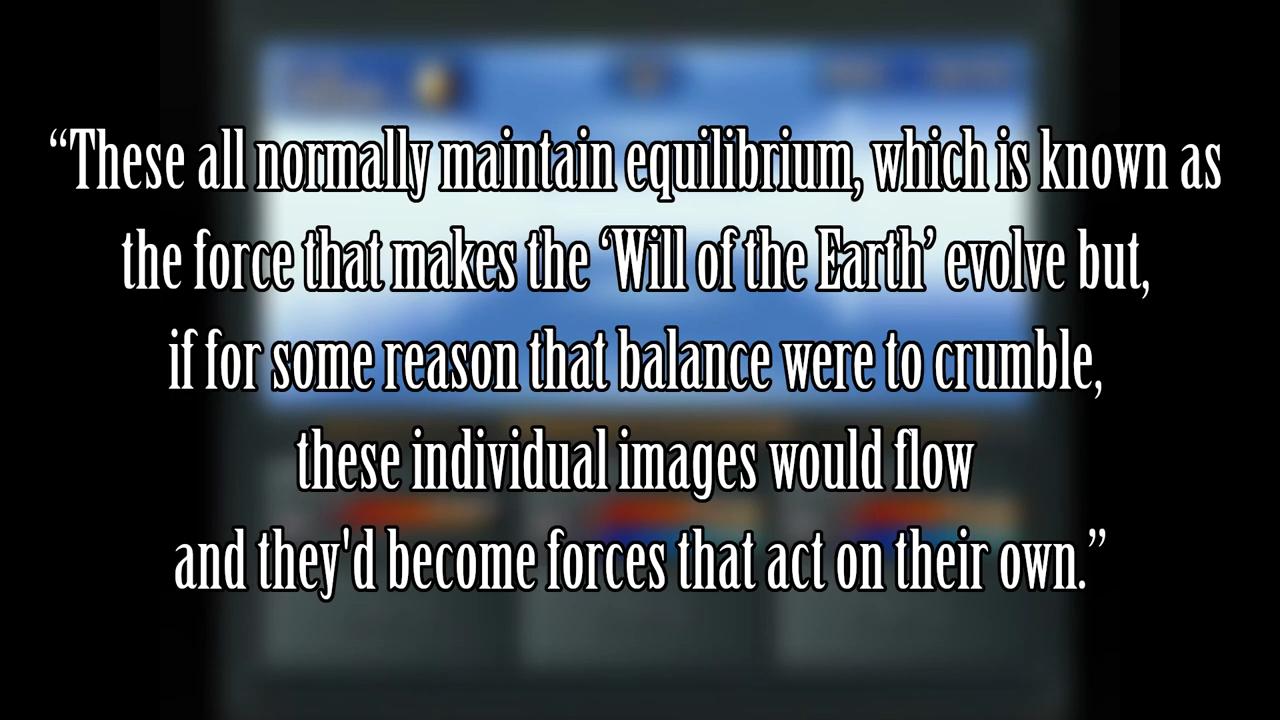 “These all normally maintain equilibrium, which is known as
the force that makes the ‘Will of the Earth’ evolve but,
if for some reason that balance were to crumble,
these individual images would flow
and they'd become forces that act on their own.”